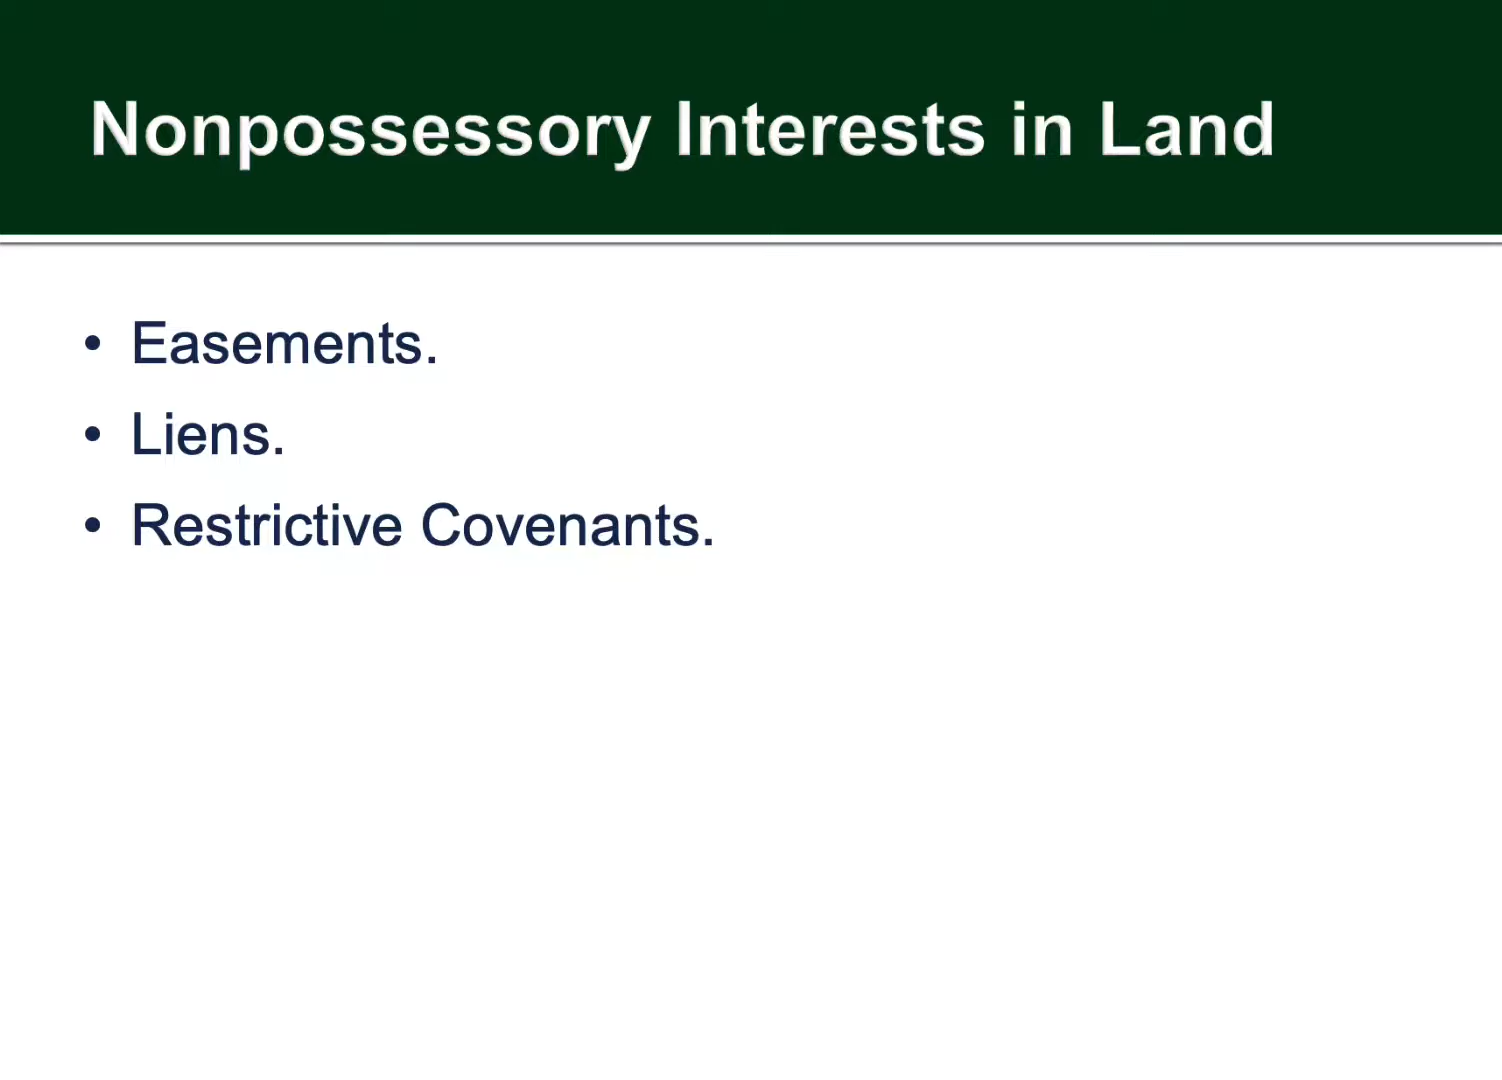 Nonpossessory Interests in Land
• Easements.
• Liens.
• Restrictive Covenants.